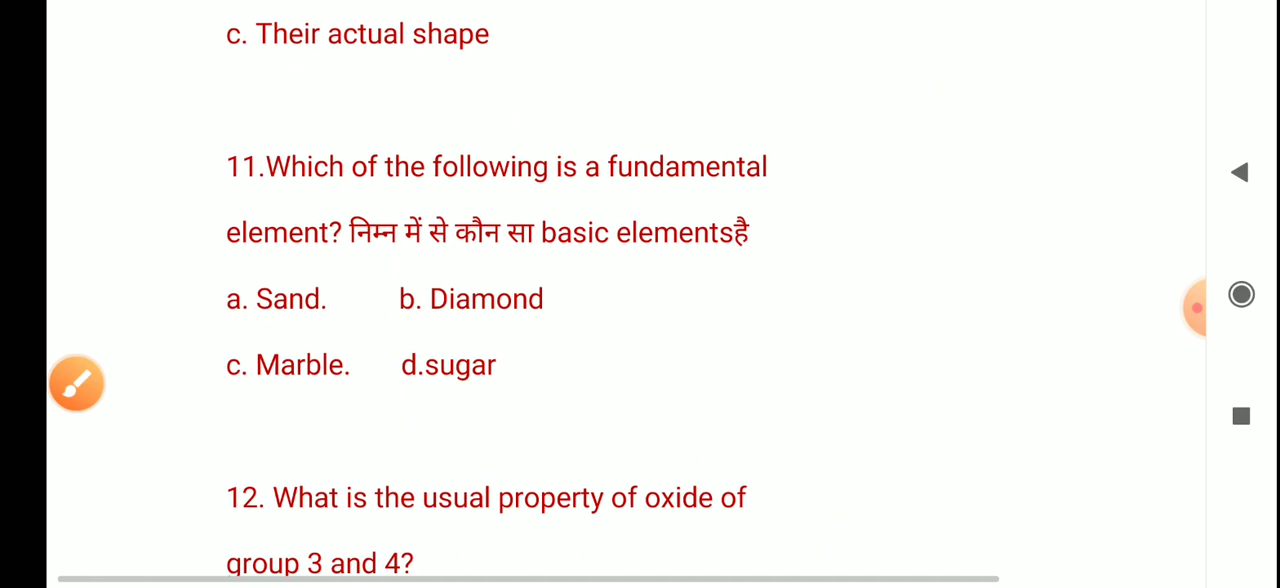 c. Their actual shape
11.Which of the following is a fundamental
element? निम्न में से कौन सा basic elementsहै
a. Sand. b. Diamond
c. Marble. d.sugar
12. What is the usual property of oxide of
group 3 and 4?